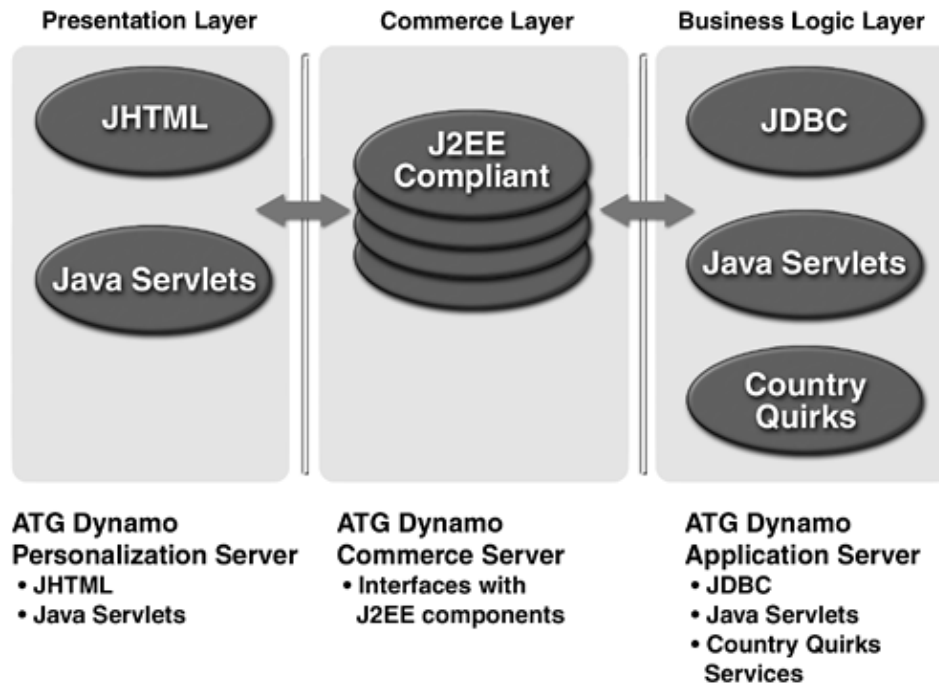 Presentation Layer
Commerce Layer
Business Logic Layer
JHTML
Java Servlets
J2EE
Compliant
JDBC
Java Servlets
Country
Quirks
ATG Dynamo
Personalization Server
• JHTML
• Java Servlets
ATG Dynamo
Commerce Server
• Interfaces with
J2EE components
ATG Dynamo
Application Server
• JDBC
• Java Servlets
• Country Quirks
Services